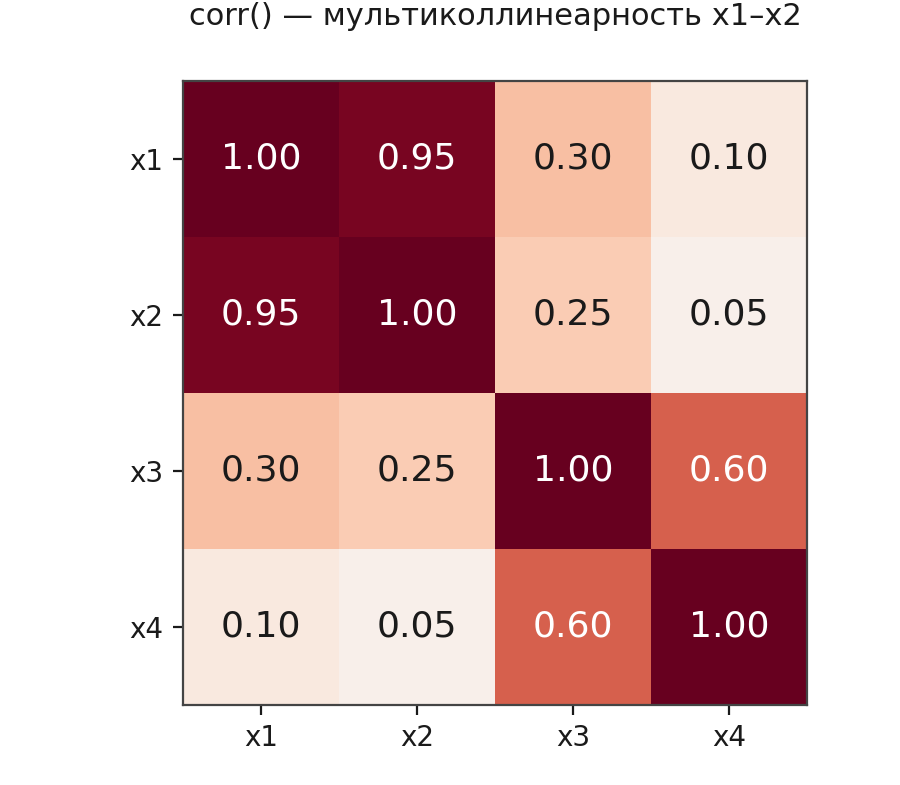 corr() — мультиколлинеарность x1–x2
x1 1.00 0.95 0.30 0.10
x2 0.95 1.00 0.25 0.05
x3 0.30 0.25 1.00 0.60
x4 0.10 0.05 0.60 1.00
x1 x2 x3 x4